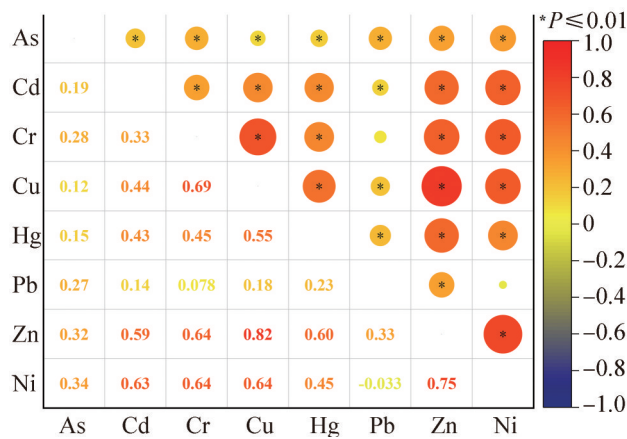 *P≤0.01
As * * * * * * *
Cd 0.19 * * * * * *
Cr 0.28 0.33 * * * *
Cu 0.12 0.44 0.69 * * * *
Hg 0.15 0.43 0.45 0.55 * * *
Pb 0.27 0.14 0.078 0.18 0.23 *
Zn 0.32 0.59 0.64 0.82 0.60 0.33 *
Ni 0.34 0.63 0.64 0.64 0.45 -0.033 0.75
As Cd Cr Cu Hg Pb Zn Ni
1.0
0.8
0.6
0.4
0.2
0
−0.2
−0.4
−0.6
−0.8
−1.0